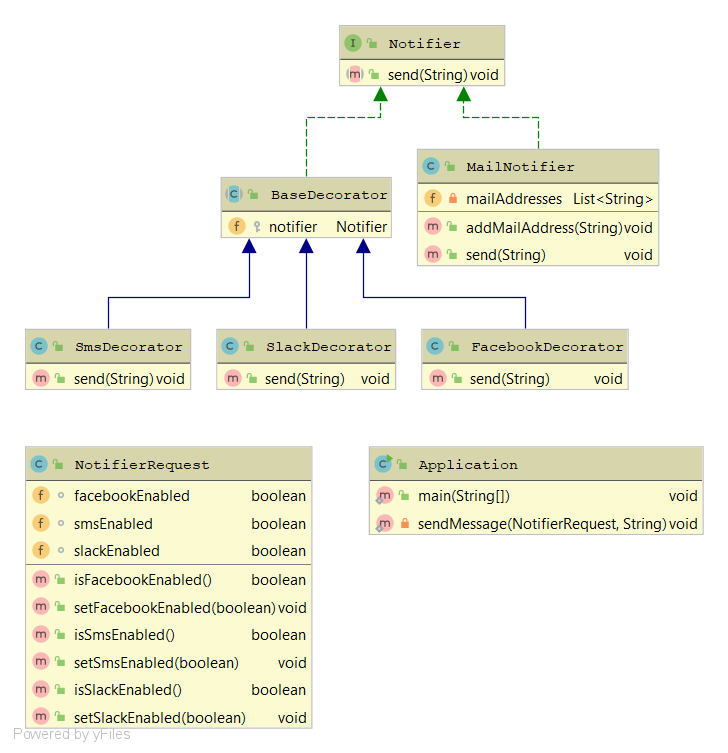 Notifier
send(String) void
BaseDecorator
notifier Notifier
MailNotifier
mailAddresses List<String>
addMailAddress(String) void
send(String) void
SmsDecorator
send(String) void
SlackDecorator
send(String) void
FacebookDecorator
send(String) void
NotifierRequest
facebookEnabled boolean
smsEnabled boolean
slackEnabled boolean
isFacebookEnabled() boolean
setFacebookEnabled(boolean) void
isSmsEnabled() boolean
setSmsEnabled(boolean) void
isSlackEnabled() boolean
setSlackEnabled(boolean) void
Application
main(String[]) void
sendMessage(NotifierRequest, String) void
Powered by yFiles